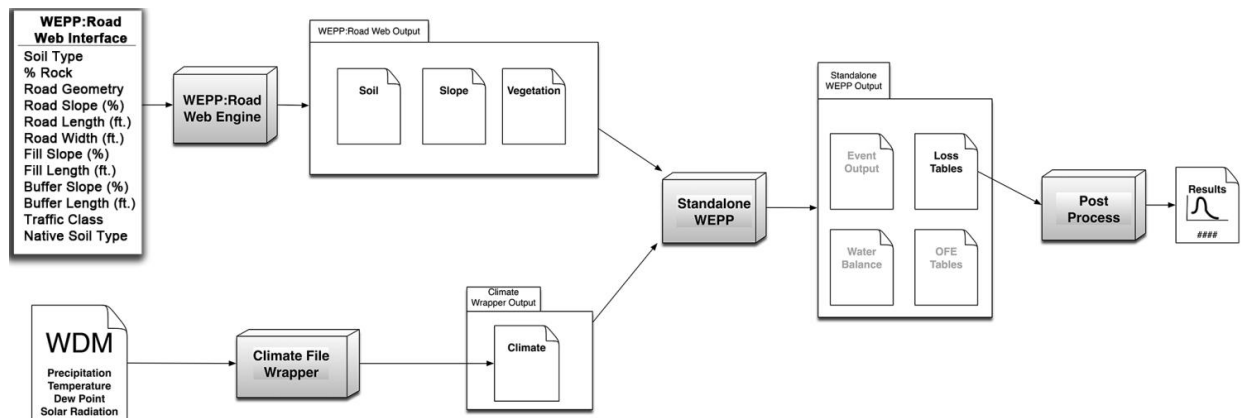 WEPP:Road
Web Interface
Soil Type
% Rock
Road Geometry
Road Slope (%)
Road Length (ft.)
Road Width (ft.)
Fill Slope (%)
Fill Length (ft.)
Buffer Slope (%)
Buffer Length (ft.)
Traffic Class
Native Soil Type
WEPP:Road
Web Engine
WEPP:Road Web Output
Soil
Slope
Vegetation
WDM
Precipitation
Temperature
Dew Point
Solar Radiation
Climate File
Wrapper
Climate
Wrapper Output
Climate
Standalone
WEPP
Standalone
WEPP Output
Event
Output
Loss
Tables
Water
Balance
OFE
Tables
Post
Process
Results
####